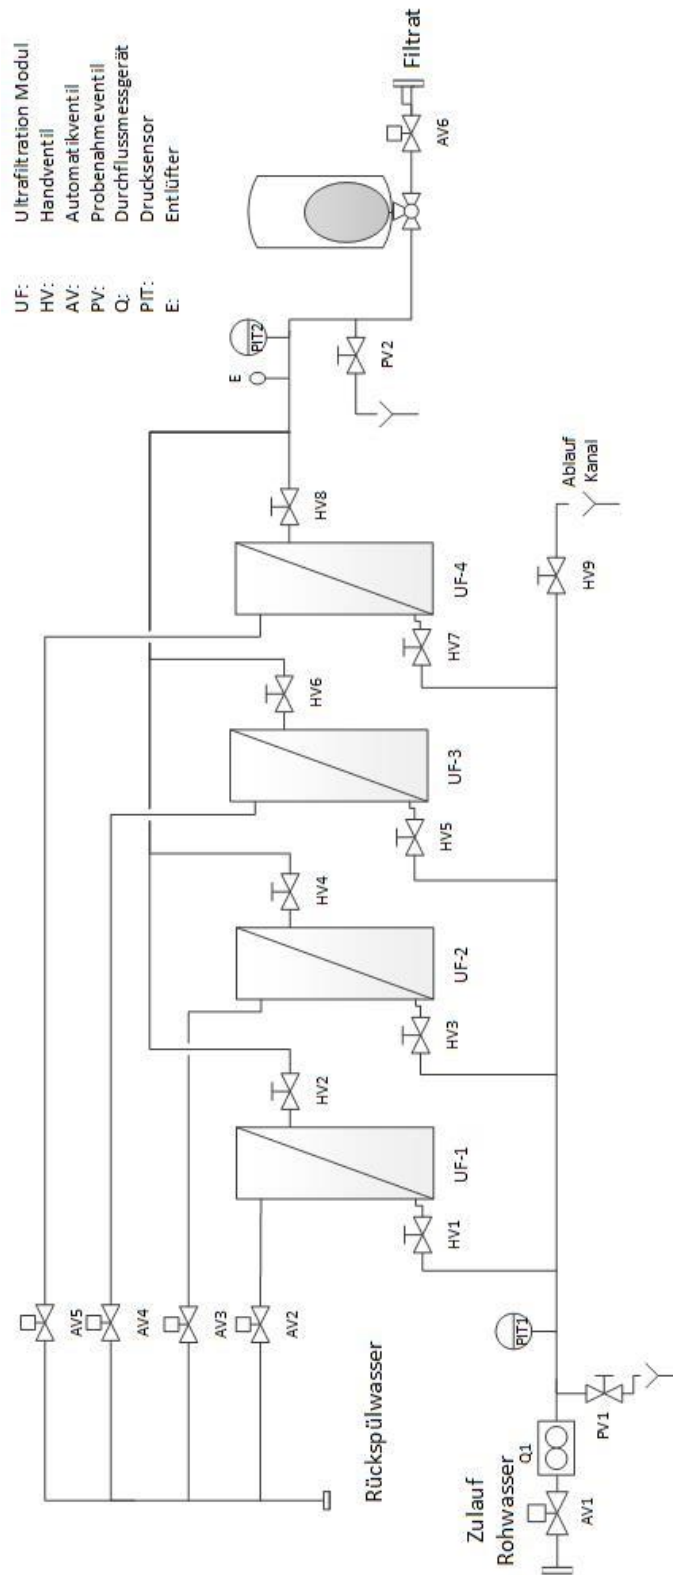 UF: Ultrafiltration Modul
HV: Handventil
AV: Automatikventil
PV: Probenahmeventil
Q: Durchflussmessgerät
PIT: Drucksensor
E: Entlüfter
AV5
AV4
AV3
AV2
Rückspülwasser
E
PIT2
PV2
AV6
Filtrat
HV2
HV4
HV6
HV8
UF-1
UF-2
UF-3
UF-4
HV1
HV3
HV5
HV7
Zulauf
Rohwasser
AV1
Q1
PV1
PIT1
HV9
Ablauf
Kanal